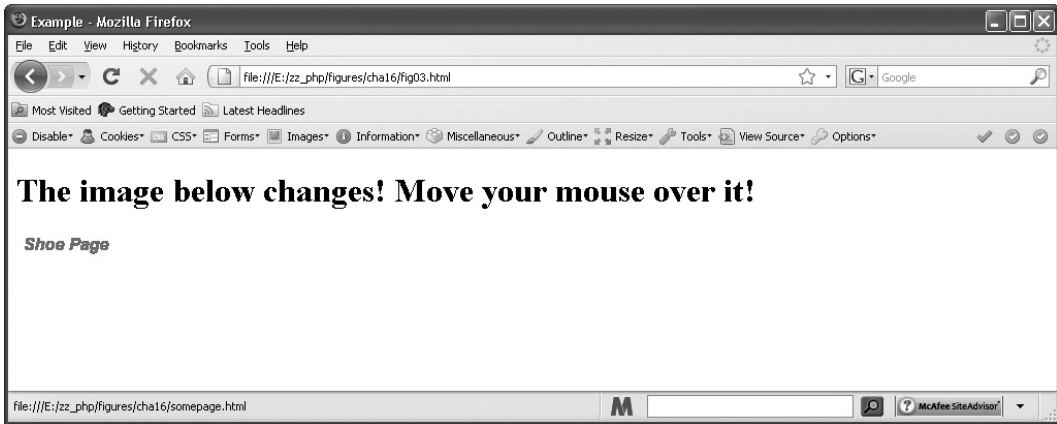 Example - Mozilla Firefox
File Edit View History Bookmarks Tools Help
file:///E:/zz_php/figures/cha16/fig03.html
G Google
Most Visited Getting Started Latest Headlines
Disable Cookies CSS Forms Images Information Miscellaneous Outline Resize Tools View Source Options
The image below changes! Move your mouse over it!
Shoe Page
file:///E:/zz_php/figures/cha16/somepage.html
M
McAfee SiteAdvisor